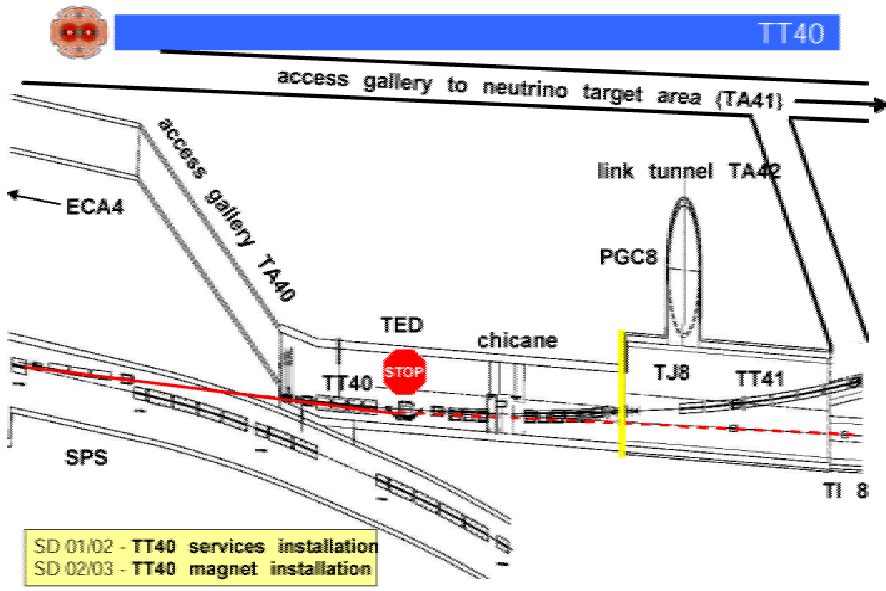 TT40
access gallery to neutrino target area (TA41)
access gallery TA40
link tunnel TA42
ECA4
PGC8
TED
chicane
STOP
TT40
TJ8
TT41
SPS
TI 8
SD 01/02 - TT40 services installation
SD 02/03 - TT40 magnet installation